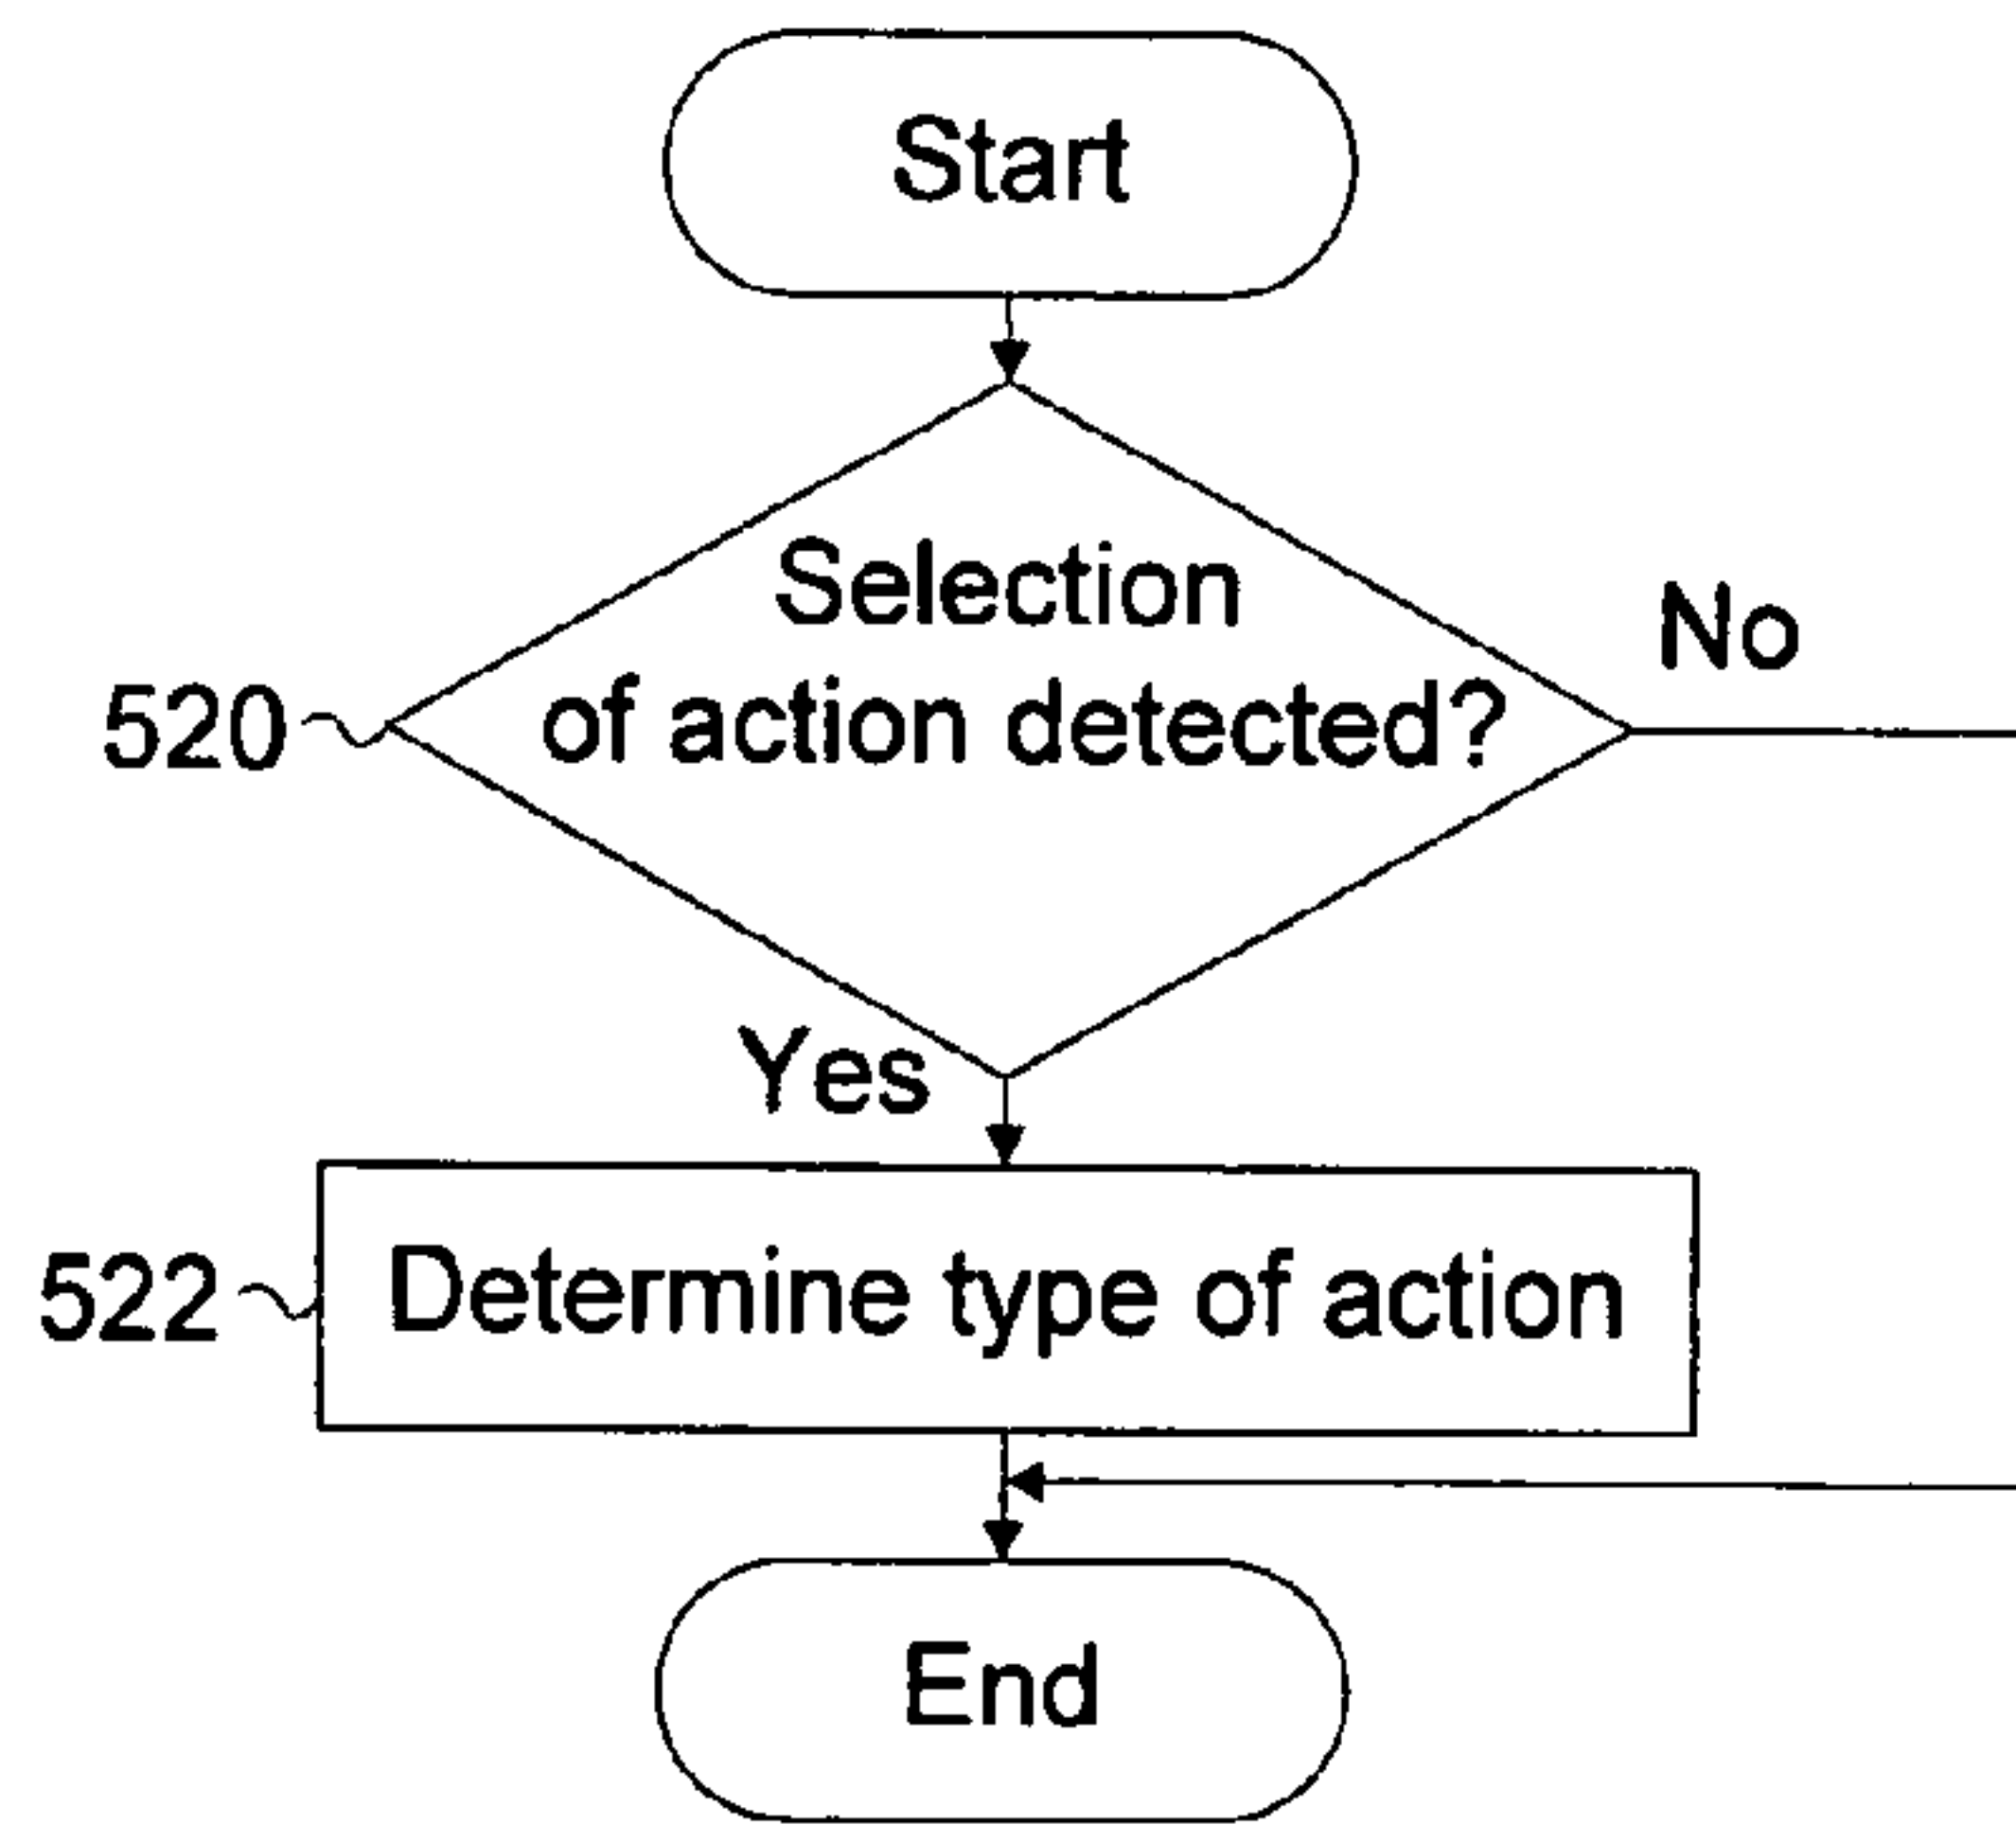 Start
Selection
of action detected?
No
520
Yes
522
Determine type of action
End